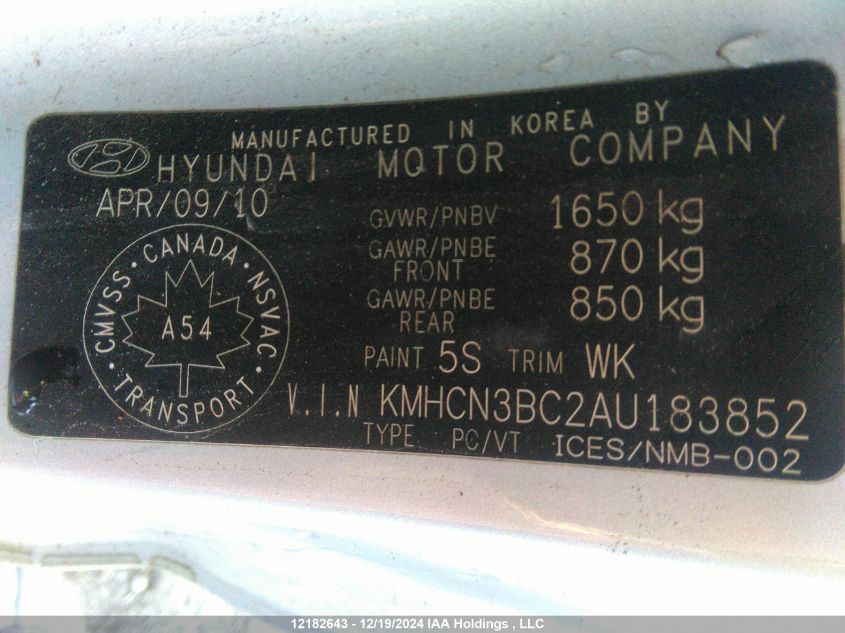 MANUFACTURED IN KOREA BY
HYUNDAI MOTOR COMPANY
APR/09/10
GVWR/PNBV 1650 kg
GAWR/PNBE FRONT 870 kg
GAWR/PNBE REAR 850 kg
CMVSS · CANADA · NSVAC · TRANSPORT ·
A54
PAINT 5S TRIM WK
V.I.N KMHCN3BC2AU183852
TYPE PC/VT ICES/NMB-002
12182643 - 12/19/2024 IAA Holdings , LLC